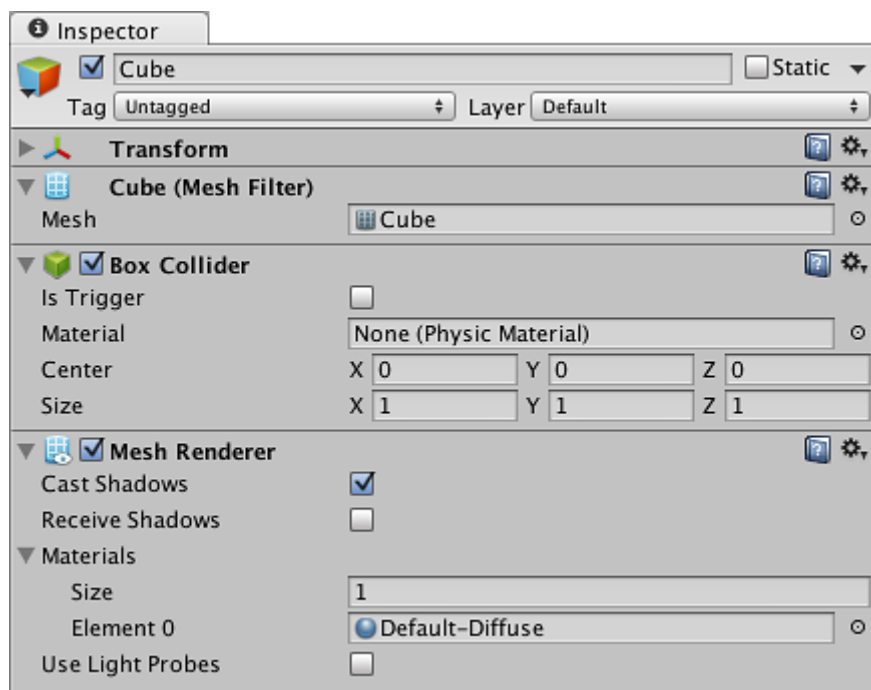 Inspector
Cube Static
Tag Untagged Layer Default
Transform
Cube (Mesh Filter)
Mesh Cube
Box Collider
Is Trigger
Material None (Physic Material)
Center X 0 Y 0 Z 0
Size X 1 Y 1 Z 1
Mesh Renderer
Cast Shadows
Receive Shadows
Materials
Size 1
Element 0 Default-Diffuse
Use Light Probes